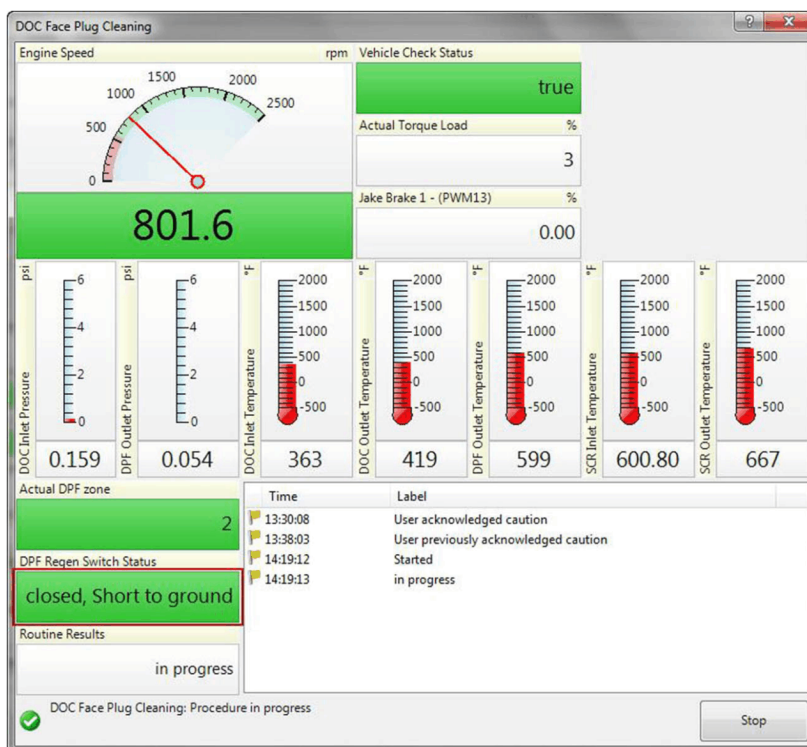 DOC Face Plug Cleaning
Engine Speed rpm
0
500
1000
1500
2000
2500
801.6
Vehicle Check Status
true
Actual Torque Load %
3
Jake Brake 1 - (PWM13) %
0.00
DOC Inlet Pressure psi
6
4
2
0
0.159
DPF Outlet Pressure psi
6
4
2
0
0.054
DOC Inlet Temperature °F
2000
1500
1000
500
0
-500
363
DOC Outlet Temperature °F
2000
1500
1000
500
0
-500
419
DPF Outlet Temperature °F
2000
1500
1000
500
0
-500
599
SCR Inlet Temperature °F
2000
1500
1000
500
0
-500
600.80
SCR Outlet Temperature °F
2000
1500
1000
500
0
-500
667
Actual DPF zone
2
DPF Regen Switch Status
closed, Short to ground
Routine Results
in progress
Time Label
13:30:08 User acknowledged caution
13:38:03 User previously acknowledged caution
14:19:12 Started
14:19:13 in progress
DOC Face Plug Cleaning: Procedure in progress
Stop